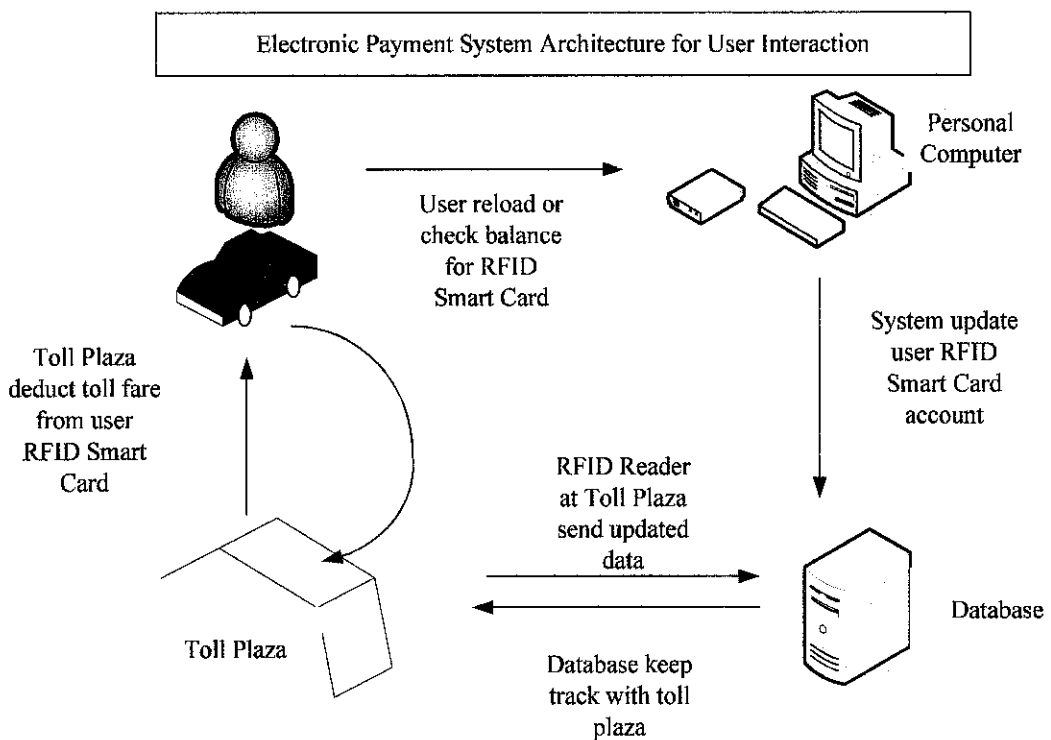 Electronic Payment System Architecture for User Interaction
Personal
Computer
User reload or
check balance
for RFID
Smart Card
System update
user RFID
Smart Card
account
Toll Plaza
deduct toll fare
from user
RFID Smart
Card
RFID Reader
at Toll Plaza
send updated
data
Toll Plaza
Database
Database keep
track with toll
plaza